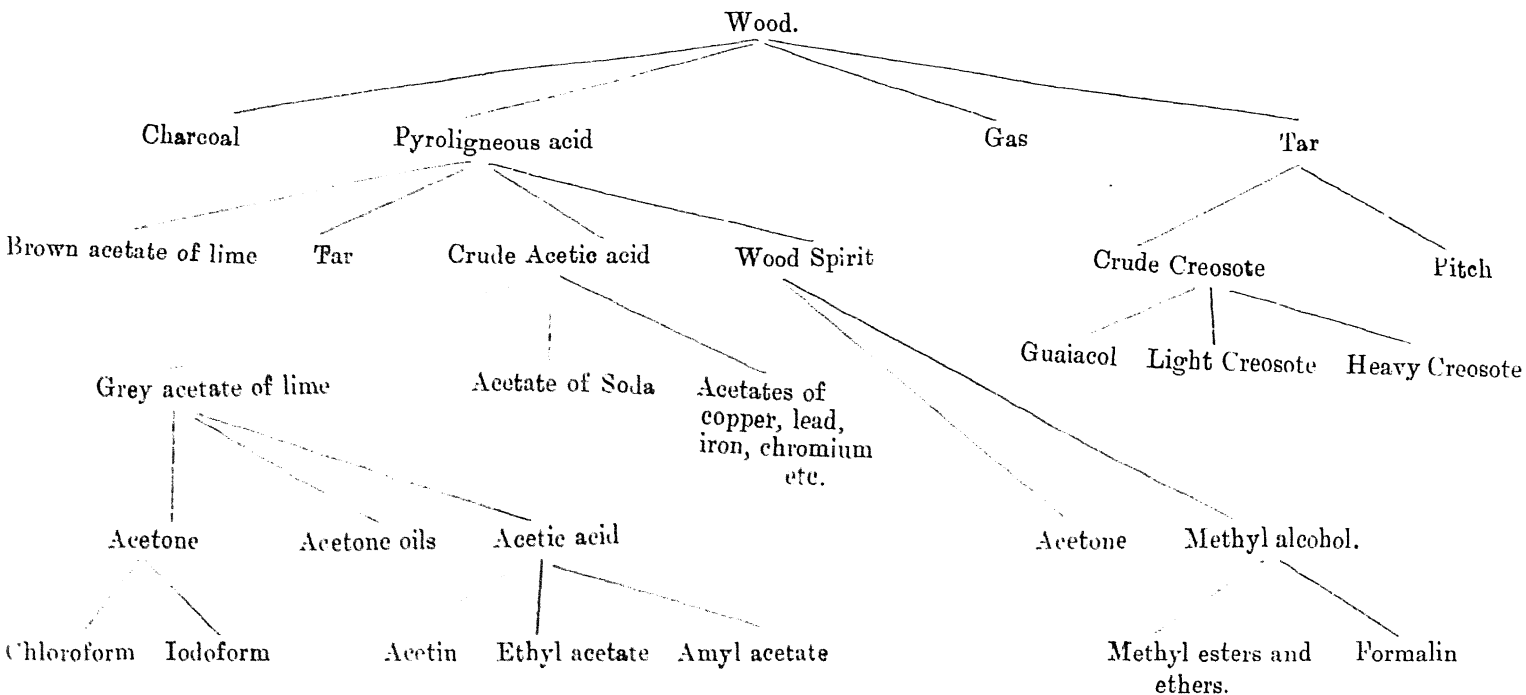 Wood.
Charcoal
Pyroligneous acid
Gas
Tar
Brown acetate of lime
Tar
Crude Acetic acid
Wood Spirit
Crude Creosote
Pitch
Guaiacol
Light Creosote
Heavy Creosote
Grey acetate of lime
Acetate of Soda
Acetates of
copper, lead,
iron, chromium
etc.
Acetone
Acetone oils
Acetic acid
Acetone
Methyl alcohol.
Chloroform
Iodoform
Acetin
Ethyl acetate
Amyl acetate
Methyl esters and
ethers.
Formalin